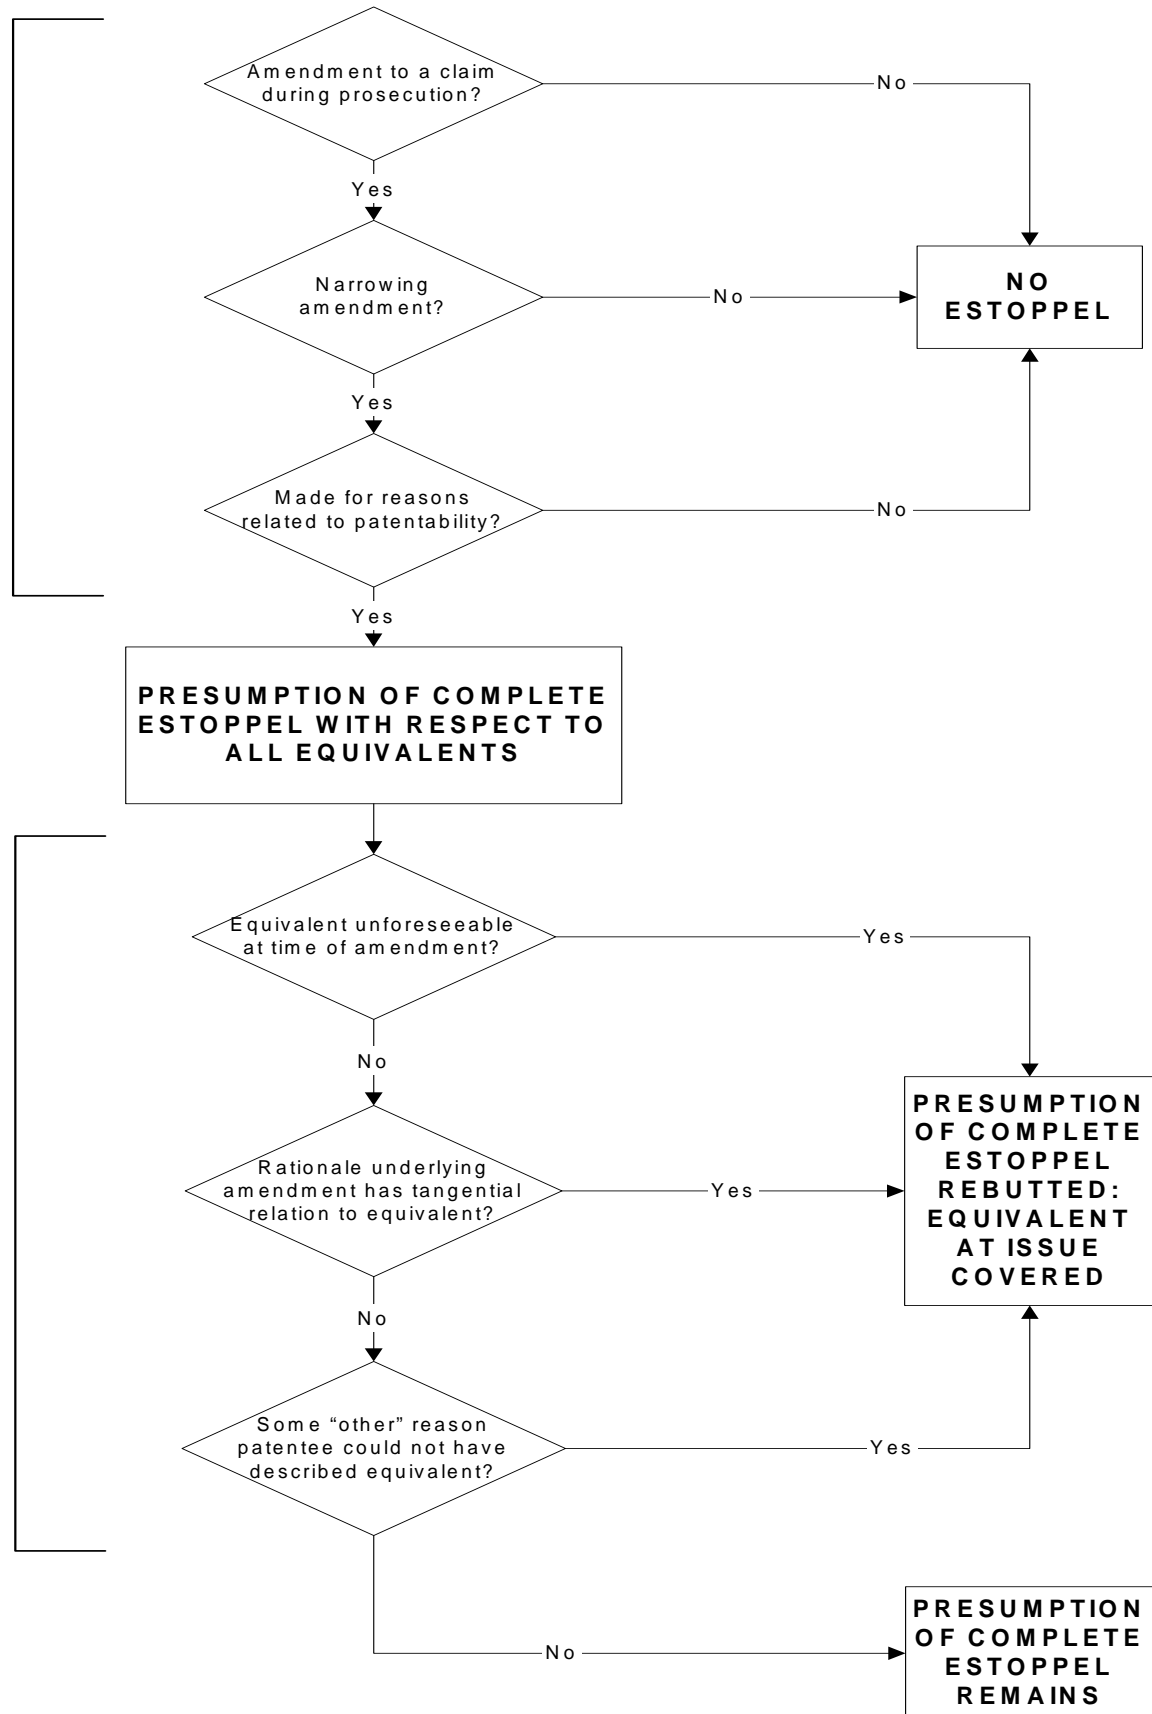 Amendment to a claim
during prosecution?
No
Yes
Narrowing
amendment?
No
NO
ESTOPPEL
Yes
Made for reasons
related to patentability?
No
Yes
PRESUMPTION OF COMPLETE
ESTOPPEL WITH RESPECT TO
ALL EQUIVALENTS
Equivalent unforeseeable
at time of amendment?
Yes
No
Rationale underlying
amendment has tangential
relation to equivalent?
Yes
PRESUMPTION
OF COMPLETE
ESTOPPEL
REBUTTED:
EQUIVALENT
AT ISSUE
COVERED
No
Some “other” reason
patentee could not have
described equivalent?
Yes
No
PRESUMPTION
OF COMPLETE
ESTOPPEL
REMAINS